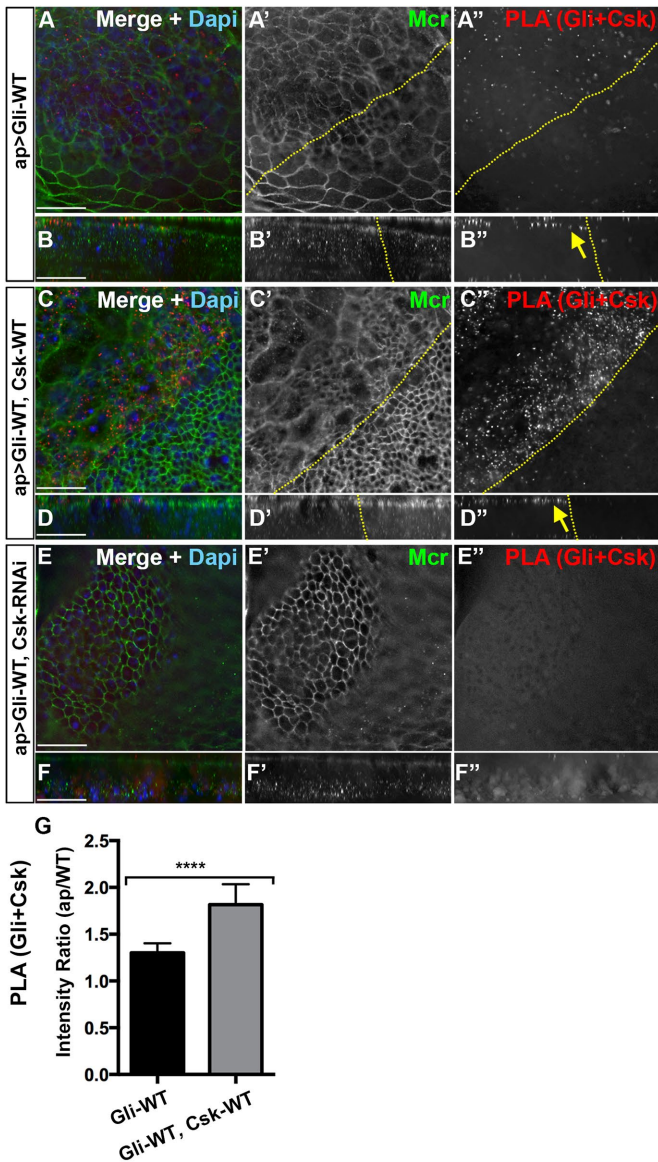 A Merge + Dapi
A' Mcr
A" PLA (Gli+Csk)
ap>Gli-WT
B
B'
B"
C Merge + Dapi
C' Mcr
C" PLA (Gli+Csk)
ap>Gli-WT, Csk-WT
D
D'
D"
E Merge + Dapi
E' Mcr
E" PLA (Gli+Csk)
ap>Gli-WT, Csk-RNAi
F
F'
F"
G
PLA (Gli+Csk)
Intensity Ratio (ap/WT)
2.5
2.0
1.5
1.0
0.5
0.0
****
Gli-WT
Gli-WT, Csk-WT